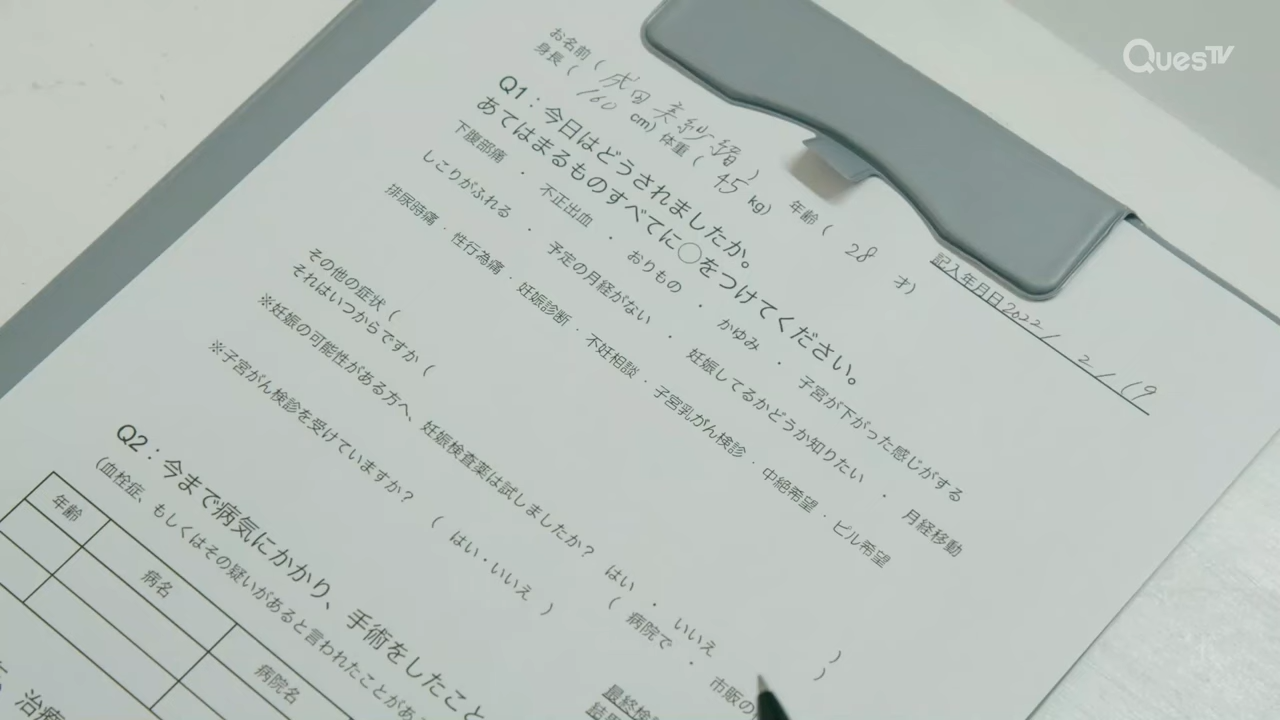 QuesTV
お名前 ( 成田 美紗緒 )
身長 ( 160 cm) 体重 ( 45 kg) 年齢 ( 28 才)
記入年月日 2022 / 2 / 19
Q1：今日はどうされましたか。
あてはまるものすべてに○をつけてください。
下腹部痛 ・ 不正出血 ・ おりもの ・ かゆみ ・ 子宮が下がった感じがする
しこりがふれる ・ 予定の月経がない ・ 妊娠してるかどうか知りたい ・ 月経移動
排尿時痛 ・ 性行為痛 ・ 妊娠診断 ・ 不妊相談 ・ 子宮乳がん検診 ・ 中絶希望 ・ ピル希望
その他の症状 ( )
それはいつからですか ( )
※妊娠の可能性がある方へ、妊娠検査薬は試しましたか？ はい ・ いいえ
( 病院で ・ 市販の
※子宮がん検診を受けていますか？ ( はい・いいえ )
最終検
結果
Q2：今まで病気にかかり、手術をしたこと
(血栓症、もしくはその疑いがあると言われたことがあ
年齢
病名
病院名
治療